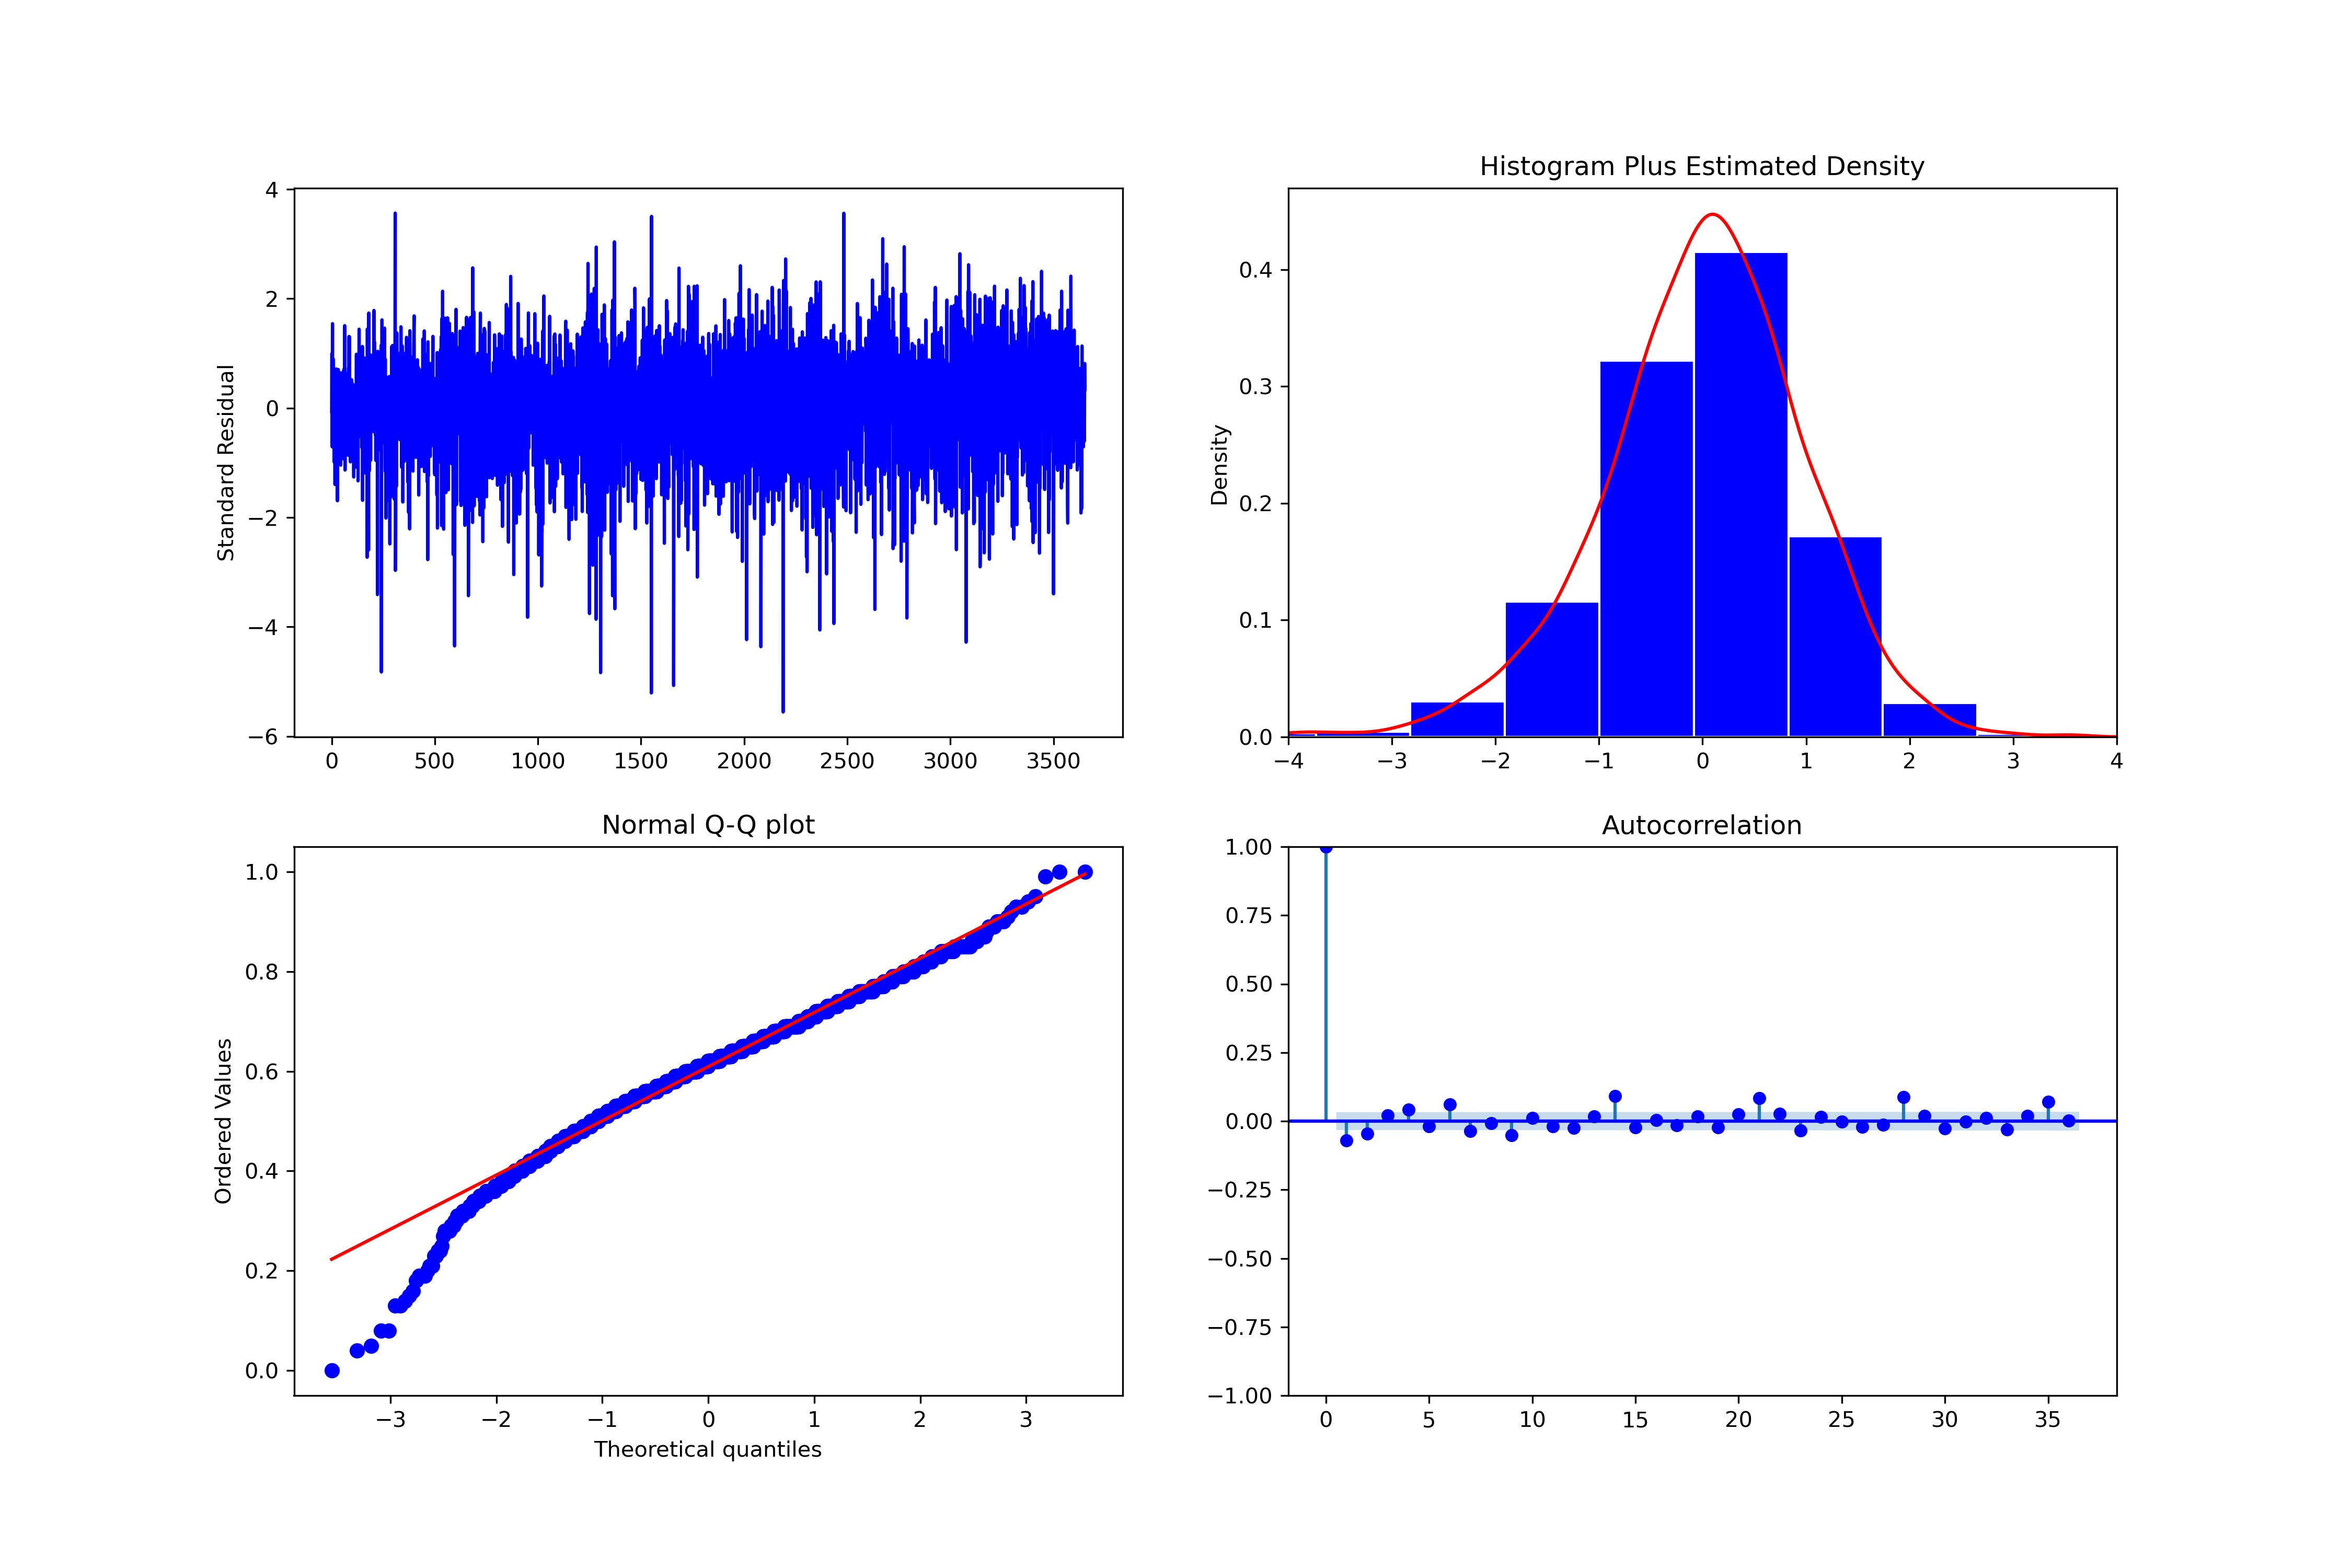 Standard Residual
4
2
0
−2
−4
−6
0 500 1000 1500 2000 2500 3000 3500
Histogram Plus Estimated Density
Density
0.4
0.3
0.2
0.1
0.0
−4 −3 −2 −1 0 1 2 3 4
Normal Q-Q plot
Ordered Values
1.0
0.8
0.6
0.4
0.2
0.0
−3 −2 −1 0 1 2 3
Theoretical quantiles
Autocorrelation
1.00
0.75
0.50
0.25
0.00
−0.25
−0.50
−0.75
−1.00
0 5 10 15 20 25 30 35